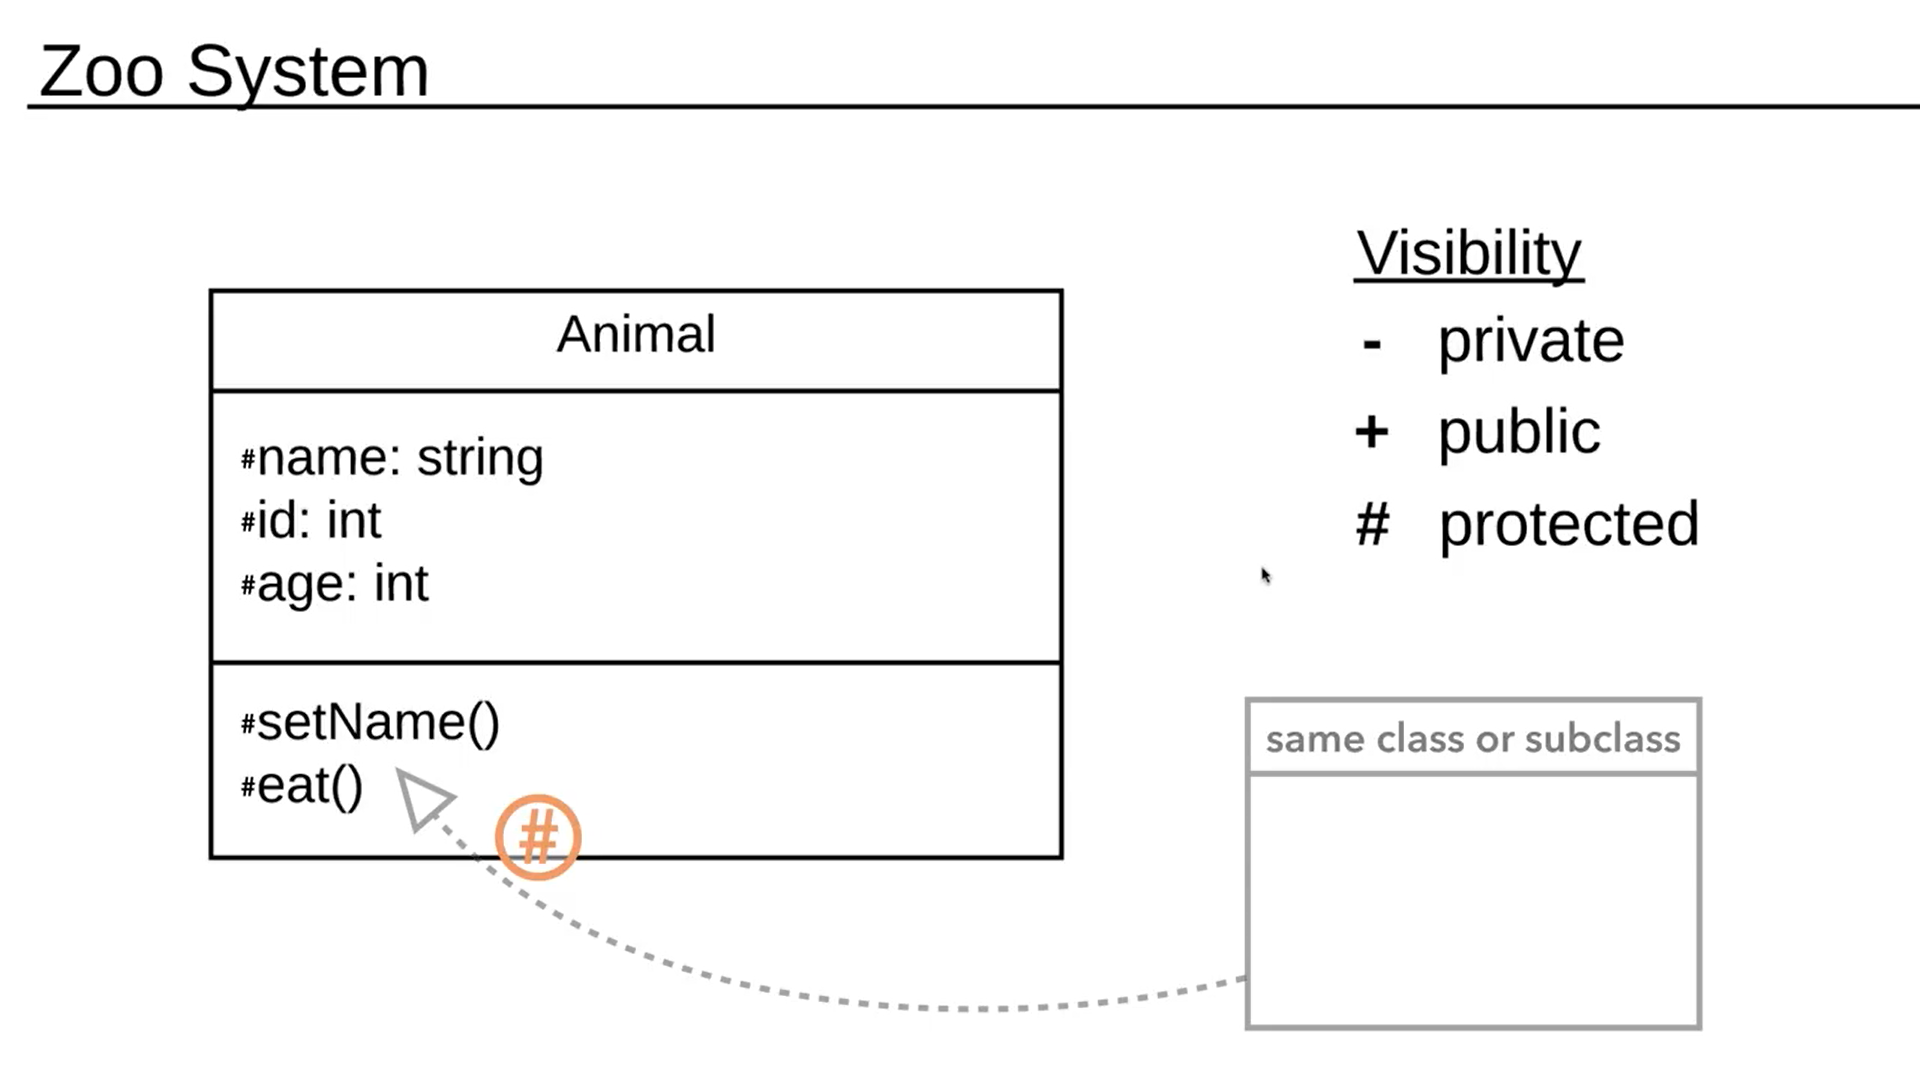 Zoo System
Animal
#name: string
#id: int
#age: int
#setName()
#eat()
#
Visibility
- private
+ public
# protected
same class or subclass